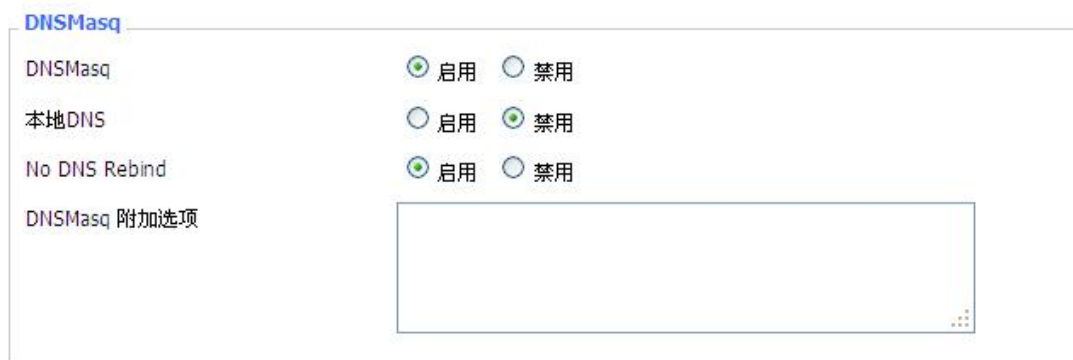 DNSMasq
DNSMasq 启用 禁用
本地DNS 启用 禁用
No DNS Rebind 启用 禁用
DNSMasq 附加选项